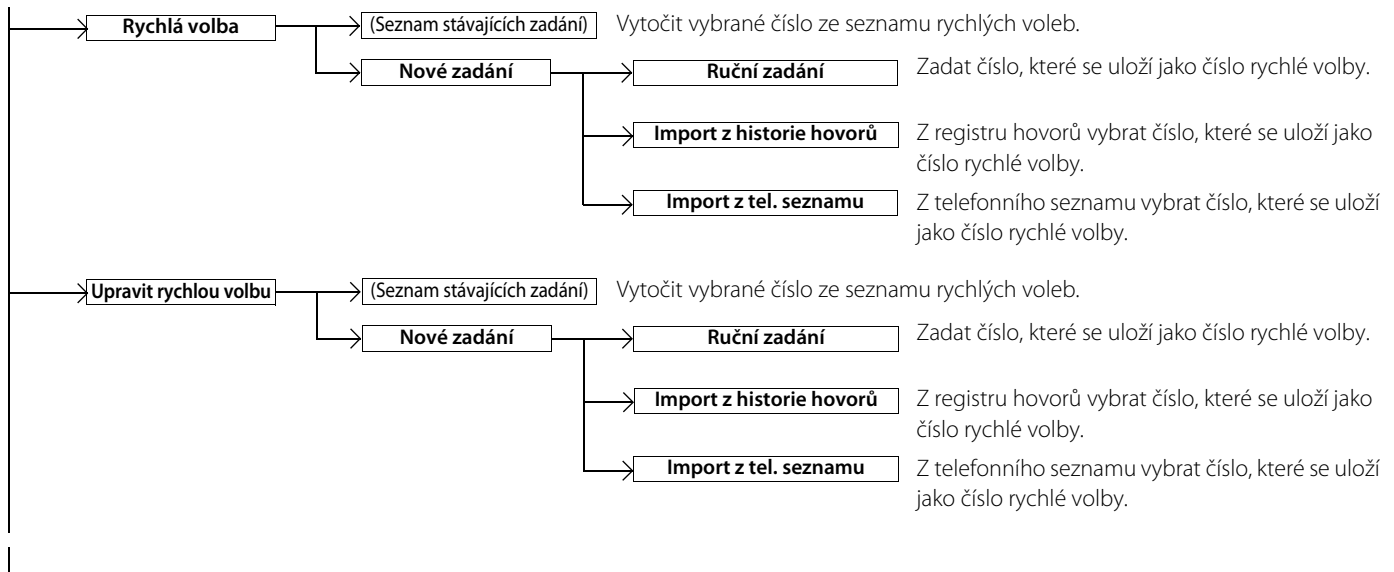 Rychlá volba
(Seznam stávajících zadání)
Vytočit vybrané číslo ze seznamu rychlých voleb.
Nové zadání
Ruční zadání
Zadat číslo, které se uloží jako číslo rychlé volby.
Import z historie hovorů
Z registru hovorů vybrat číslo, které se uloží jako
číslo rychlé volby.
Import z tel. seznamu
Z telefonního seznamu vybrat číslo, které se uloží
jako číslo rychlé volby.
Upravit rychlou volbu
(Seznam stávajících zadání)
Vytočit vybrané číslo ze seznamu rychlých voleb.
Nové zadání
Ruční zadání
Zadat číslo, které se uloží jako číslo rychlé volby.
Import z historie hovorů
Z registru hovorů vybrat číslo, které se uloží jako
číslo rychlé volby.
Import z tel. seznamu
Z telefonního seznamu vybrat číslo, které se uloží
jako číslo rychlé volby.